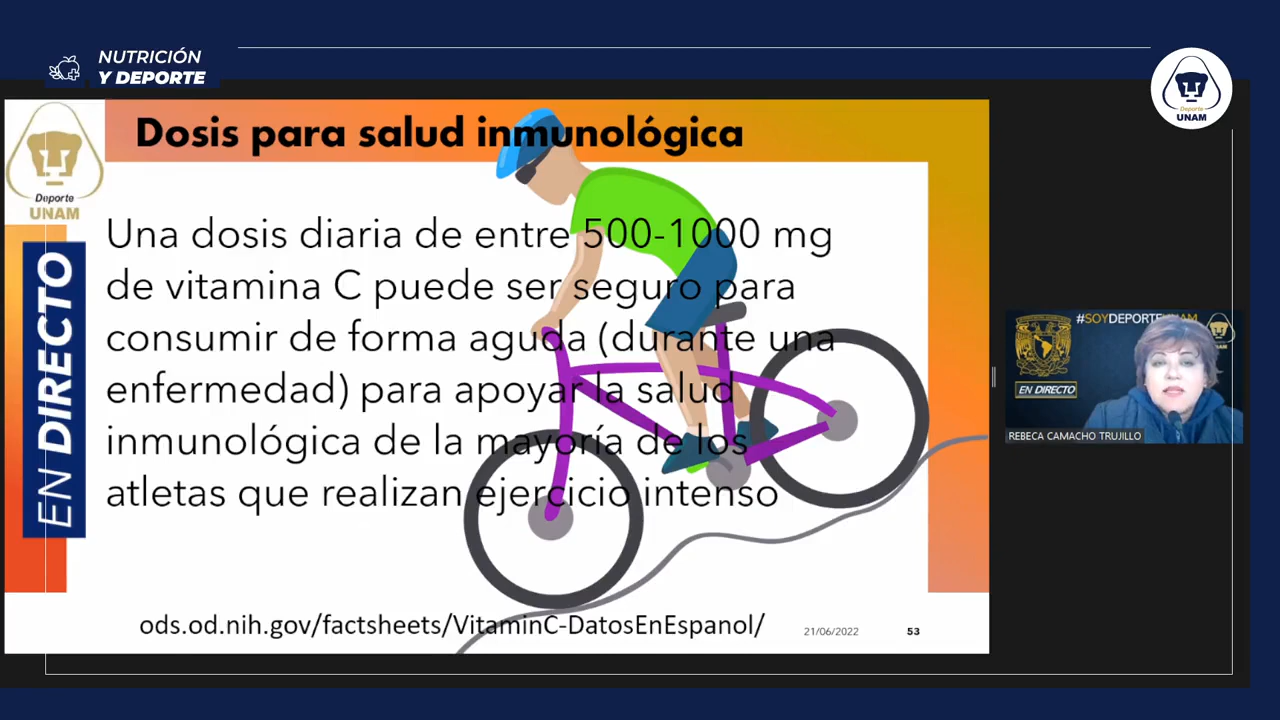 NUTRICIÓN
Y DEPORTE
Deporte
UNAM
Deporte
UNAM
EN DIRECTO
Dosis para salud inmunológica
Una dosis diaria de entre 500-1000 mg
de vitamina C puede ser seguro para
consumir de forma aguda (durante una
enfermedad) para apoyar la salud
inmunológica de la mayoría de los
atletas que realizan ejercicio intenso
ods.od.nih.gov/factsheets/VitaminC-DatosEnEspanol/
21/06/2022
53
#SOYDEPORTEUNAM
EN DIRECTO
REBECA CAMACHO TRUJILLO